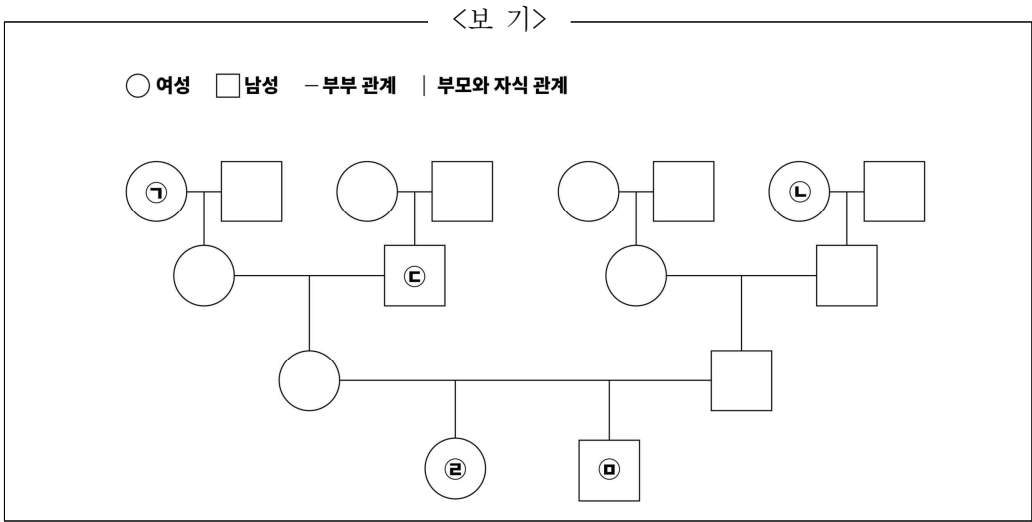 <보 기>
○ 여성 □ 남성 － 부부 관계 | 부모와 자식 관계
㉠ ㉡
㉢
㉣ ㉤